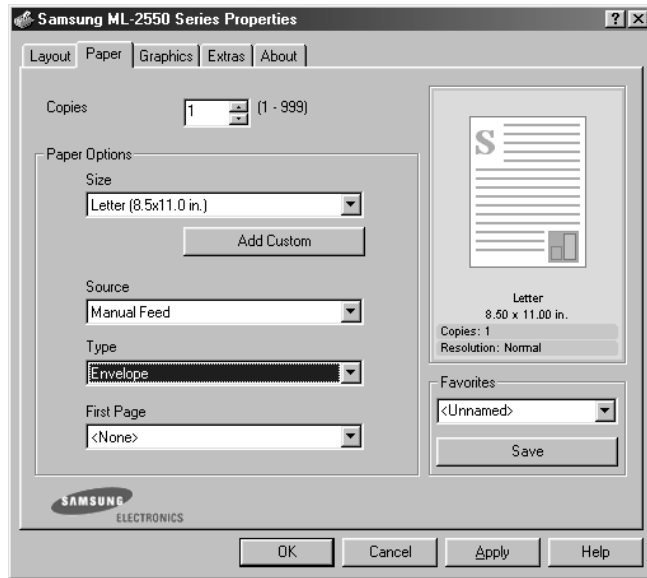 Samsung ML-2550 Series Properties
Layout Paper Graphics Extras About
Copies 1 (1 - 999)
Paper Options
Size
Letter (8.5x11.0 in.)
Add Custom
Source
Manual Feed
Type
Envelope
First Page
<None>
S
Letter
8.50 x 11.00 in.
Copies: 1
Resolution: Normal
Favorites
<Unnamed>
Save
SAMSUNG
ELECTRONICS
OK Cancel Apply Help